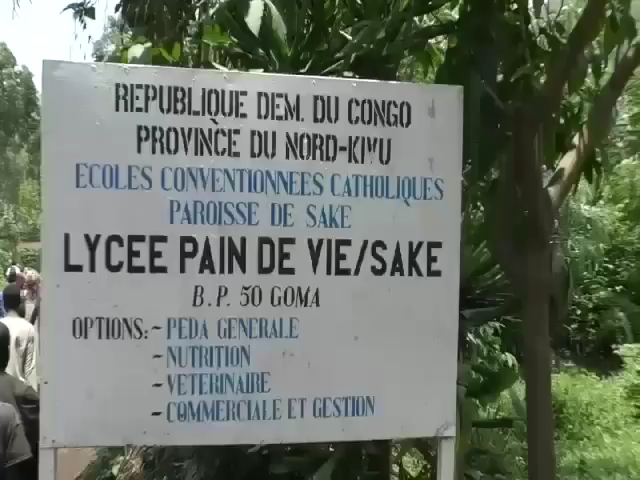 REPUBLIQUE DEM. DU CONGO
PROVINCE DU NORD-KIVU
ECOLES CONVENTIONNEES CATHOLIQUES
PAROISSE DE SAKE
LYCEE PAIN DE VIE/SAKE
B.P. 50 GOMA
OPTIONS:- PEDA GENERALE
- NUTRITION
- VETERINAIRE
- COMMERCIALE ET GESTION